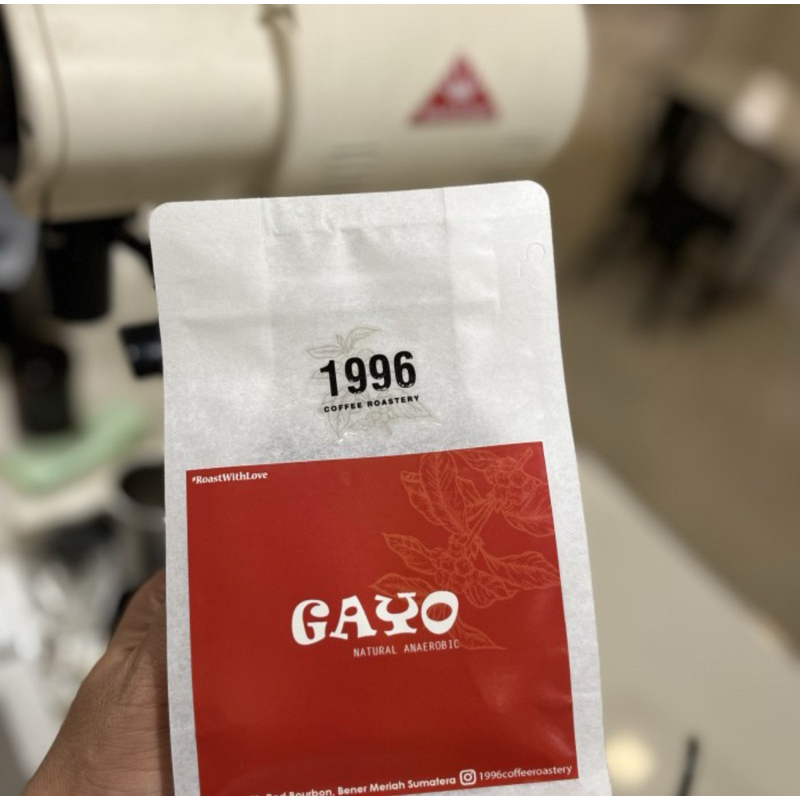 1996
COFFEE ROASTERY
#RoastWithLove
GAYO
NATURAL ANAEROBIC
Red Bourbon, Bener Meriah Sumatera 1996coffeeroastery